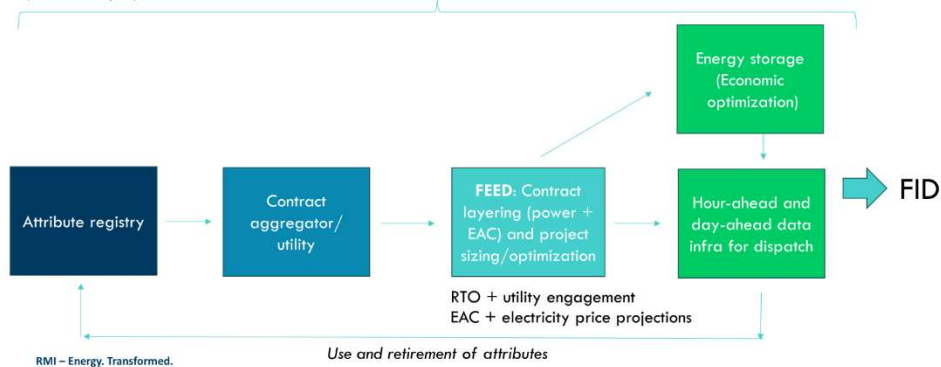 Energy storage
(Economic
optimization)
Attribute registry
Contract
aggregator/
utility
FEED: Contract
layering (power +
EAC) and project
sizing/optimization
Hour-ahead and
day-ahead data
infra for dispatch
FID
RTO + utility engagement
EAC + electricity price projections
Use and retirement of attributes
RMI – Energy. Transformed.